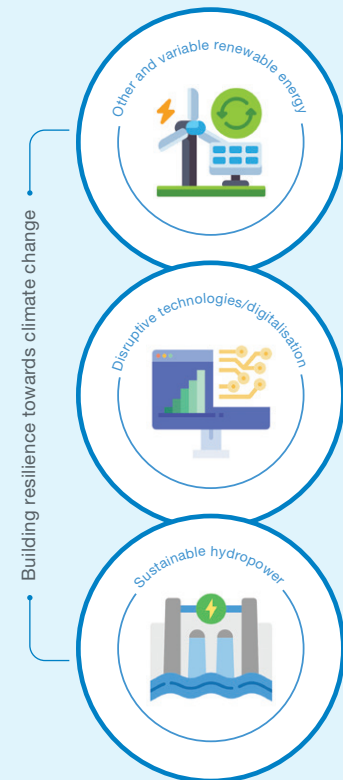 Building resilience towards climate change
Other and variable renewable energy
Disruptive technologies/digitalisation
Sustainable hydropower